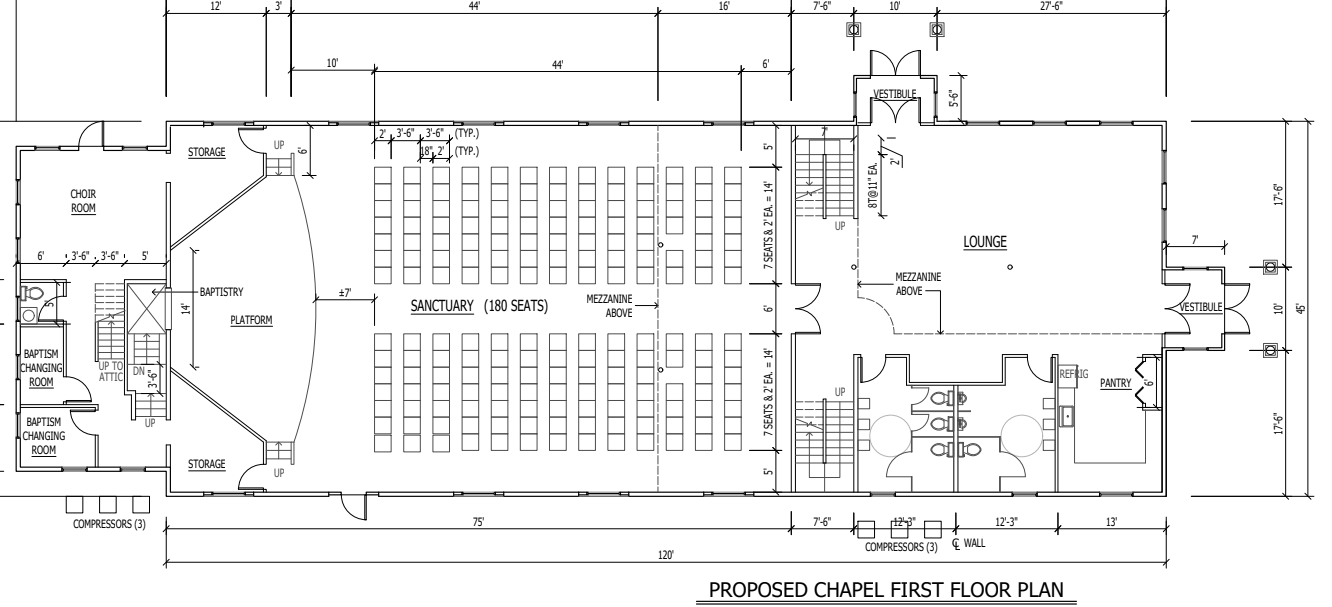 12'
3'
44'
16'
7'-6"
10'
27'-6"
10'
44'
6'
VESTIBULE
5'-6"
2'
3'-6"
3'-6"
(TYP.)
18"
2'
(TYP.)
STORAGE
UP
6'
5'
7'
2'
8T@11" EA.
UP
CHOIR
ROOM
7 SEATS & 2' EA. = 14'
LOUNGE
17'-6"
7'
6'
3'-6"
3'-6"
5'
5'
BAPTISTRY
14'
PLATFORM
±7'
SANCTUARY (180 SEATS)
MEZZANINE
ABOVE
6'
MEZZANINE
ABOVE
VESTIBULE
10'
45'
BAPTISM
CHANGING
ROOM
UP TO
ATTIC
DN
3'-6"
UP
BAPTISM
CHANGING
ROOM
7 SEATS & 2' EA. = 14'
UP
REFRIG
PANTRY
6'
17'-6"
STORAGE
UP
5'
COMPRESSORS (3)
75'
7'-6"
12'-3"
12'-3"
13'
COMPRESSORS (3)
℄ WALL
120'
PROPOSED CHAPEL FIRST FLOOR PLAN